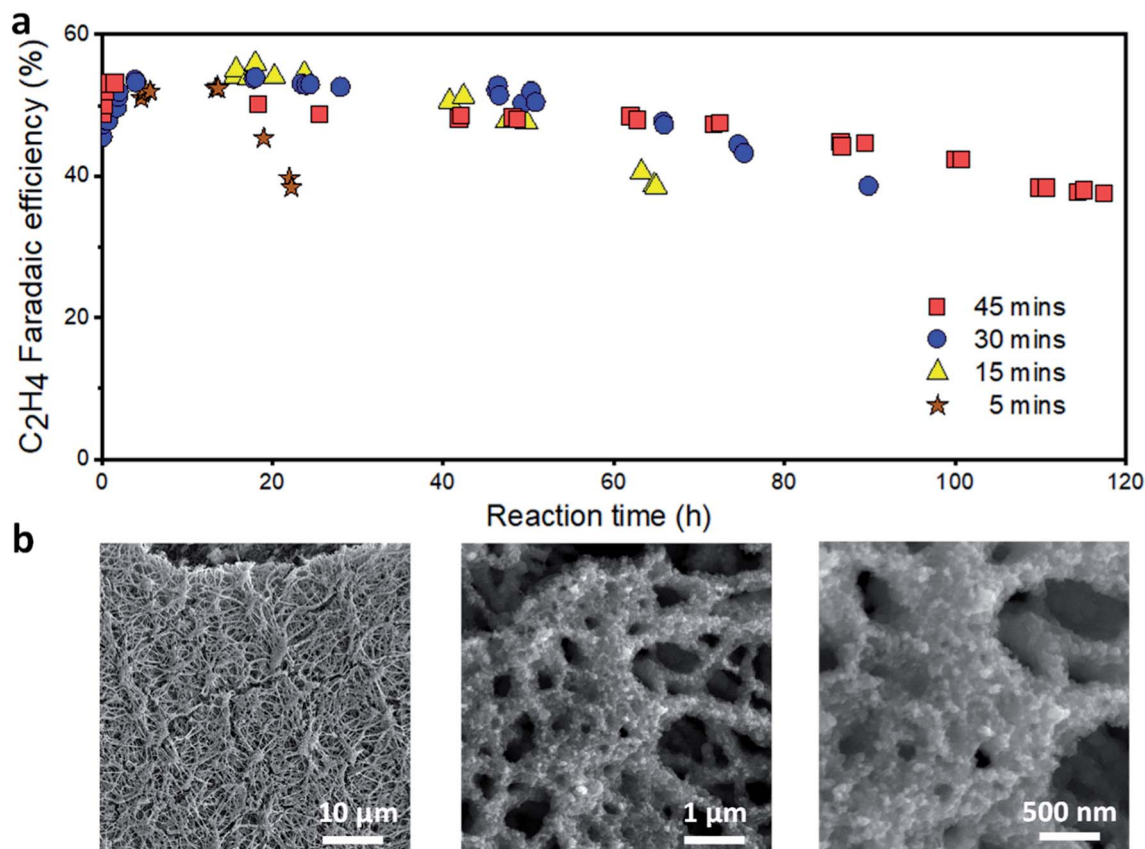 a
C₂H₄ Faradaic efficiency (%)
60
40
20
0
0 20 40 60 80 100 120
Reaction time (h)
45 mins
30 mins
15 mins
5 mins
b
10 μm
1 μm
500 nm